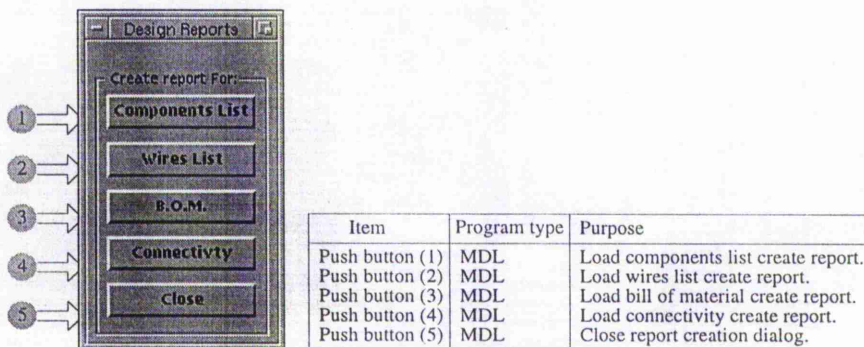 Design Reports
Create report For:
1
Components List
2
Wires List
3
B.O.M.
4
Connectivty
5
Close
Item Program type Purpose
Push button (1) MDL Load components list create report.
Push button (2) MDL Load wires list create report.
Push button (3) MDL Load bill of material create report.
Push button (4) MDL Load connectivity create report.
Push button (5) MDL Close report creation dialog.